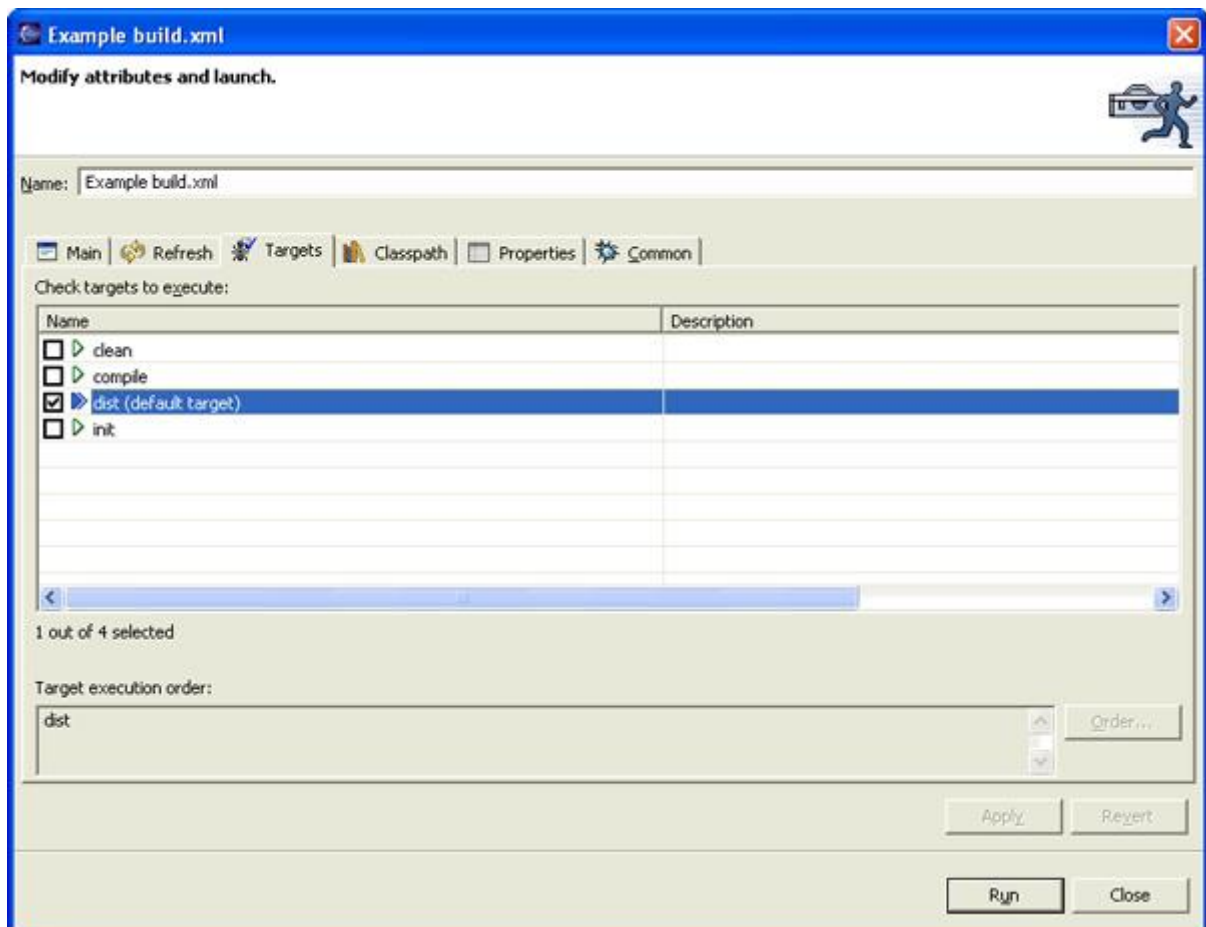 Example build.xml
Modify attributes and launch.
Name: Example build.xml
Main Refresh Targets Classpath Properties Common
Check targets to execute:
Name Description
clean
compile
dist (default target)
init
1 out of 4 selected
Target execution order:
dist
Order...
Apply Revert
Run Close